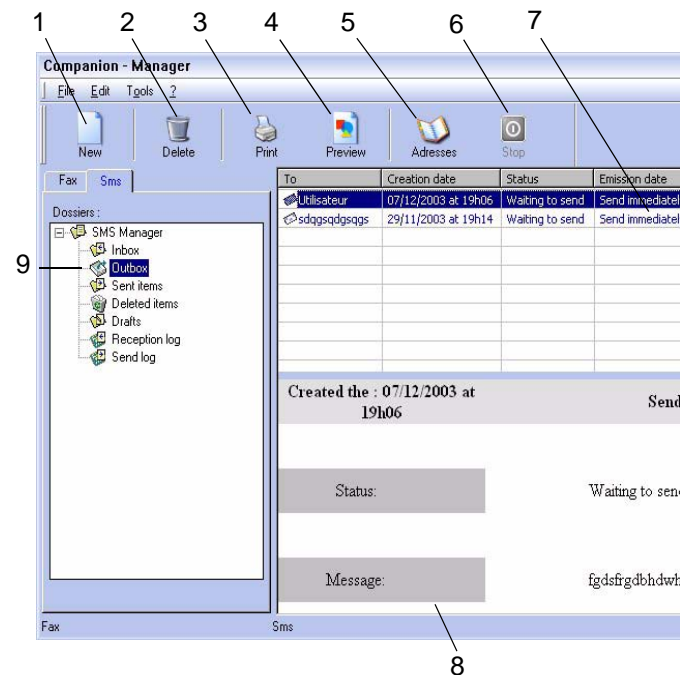 1 2 3 4 5 6 7
Companion - Manager
File Edit Tools ?
New Delete Print Preview Adresses Stop
Fax Sms
To Creation date Status Emission date
Utilisateur 07/12/2003 at 19h06 Waiting to send Send immediatel
sdqgsqdgsqgs 29/11/2003 at 19h14 Waiting to send Send immediatel
Dossiers :
SMS Manager
Inbox
9
Outbox
Sent items
Deleted items
Drafts
Reception log
Send log
Created the : 07/12/2003 at
19h06
Send
Status: Waiting to send
Message: fgdsfrgdbhdwh
Fax Sms
8